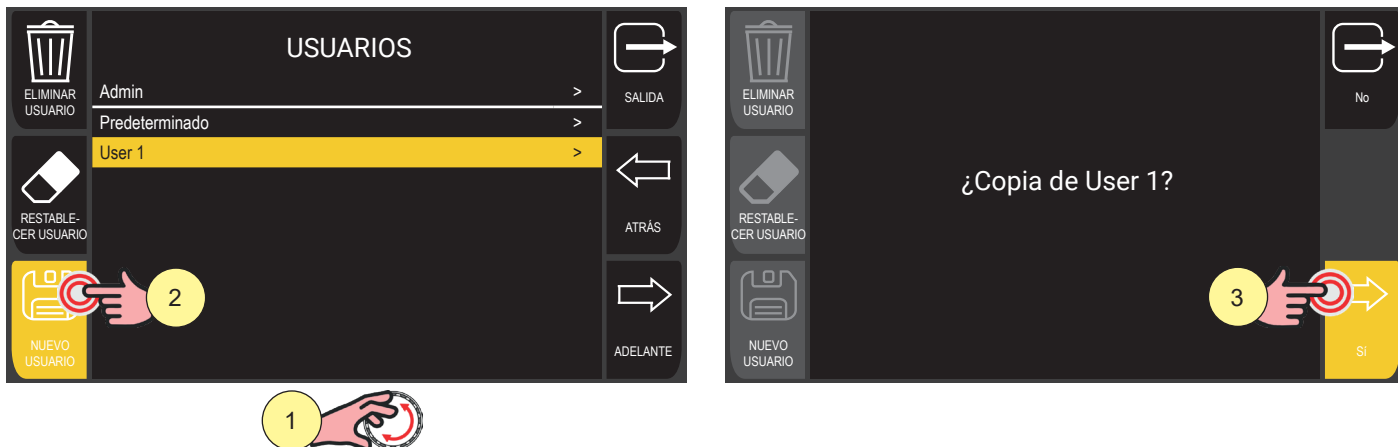 USUARIOS
ELIMINAR
USUARIO
Admin >
SALIDA
Predeterminado >
User 1 >
RESTABLE-
CER USUARIO
ATRÁS
2
NUEVO
USUARIO
ADELANTE
1
ELIMINAR
USUARIO
No
¿Copia de User 1?
RESTABLE-
CER USUARIO
3
NUEVO
USUARIO
Sí